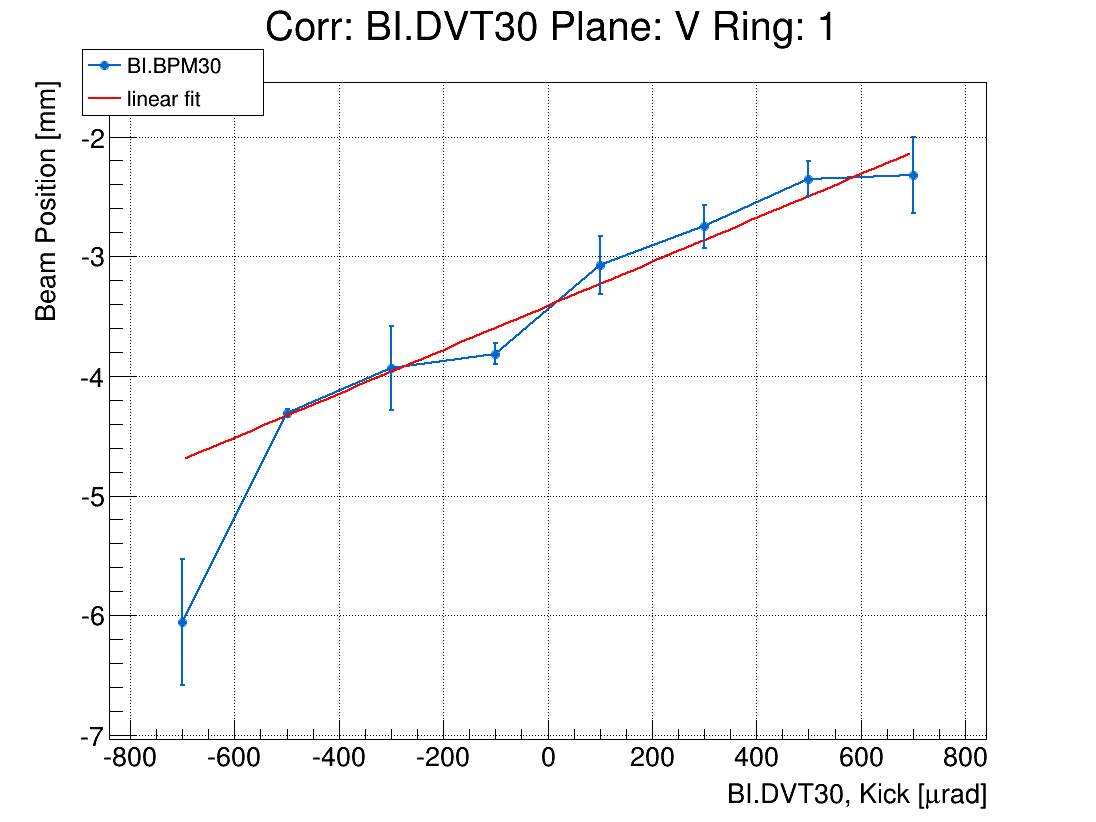 Corr: BI.DVT30 Plane: V Ring: 1
BI.BPM30
linear fit
Beam Position [mm]
-2
-3
-4
-5
-6
-7
-800 -600 -400 -200 0 200 400 600 800
BI.DVT30, Kick [μrad]